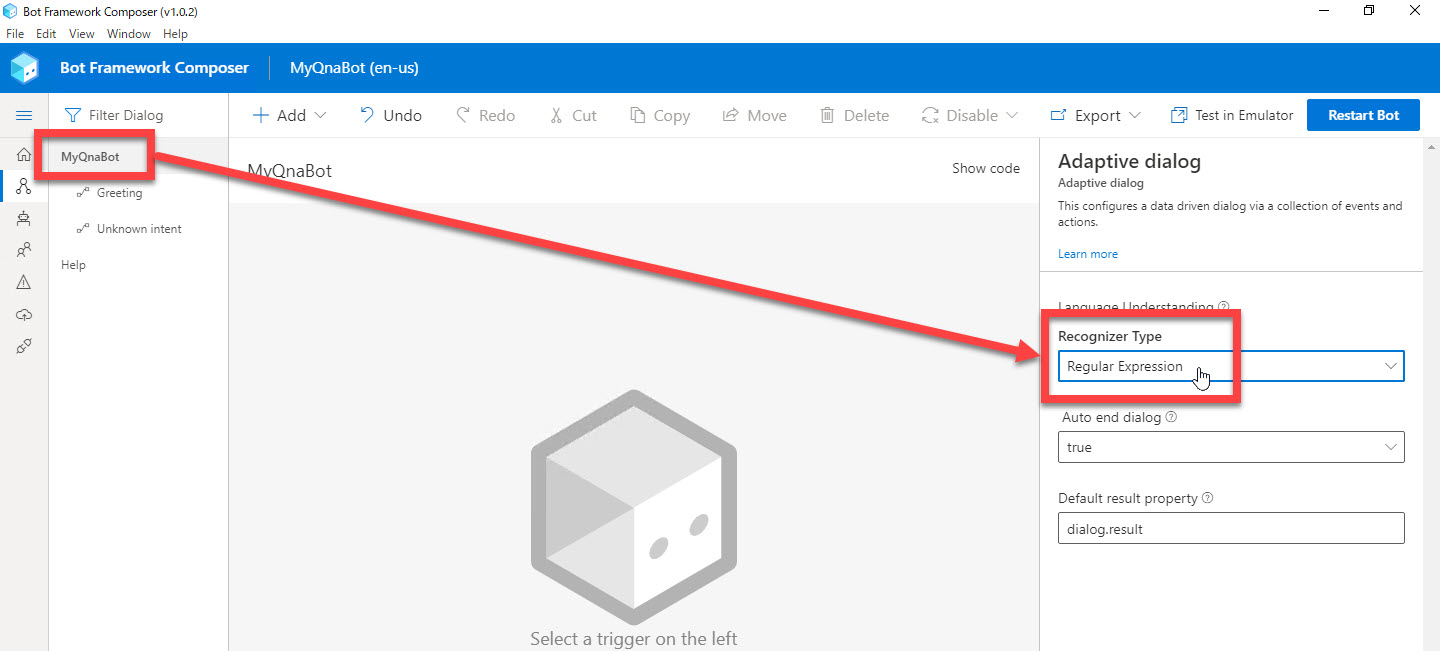 Bot Framework Composer (v1.0.2)
File Edit View Window Help
Bot Framework Composer MyQnaBot (en-us)
Filter Dialog Add Undo Redo Cut Copy Move Delete Disable Export Test in Emulator Restart Bot
MyQnaBot
Greeting
Unknown intent
Help
MyQnaBot Show code
Select a trigger on the left
Adaptive dialog
Adaptive dialog
This configures a data driven dialog via a collection of events and
actions.
Learn more
Language Understanding
Recognizer Type
Regular Expression
Auto end dialog
true
Default result property
dialog.result